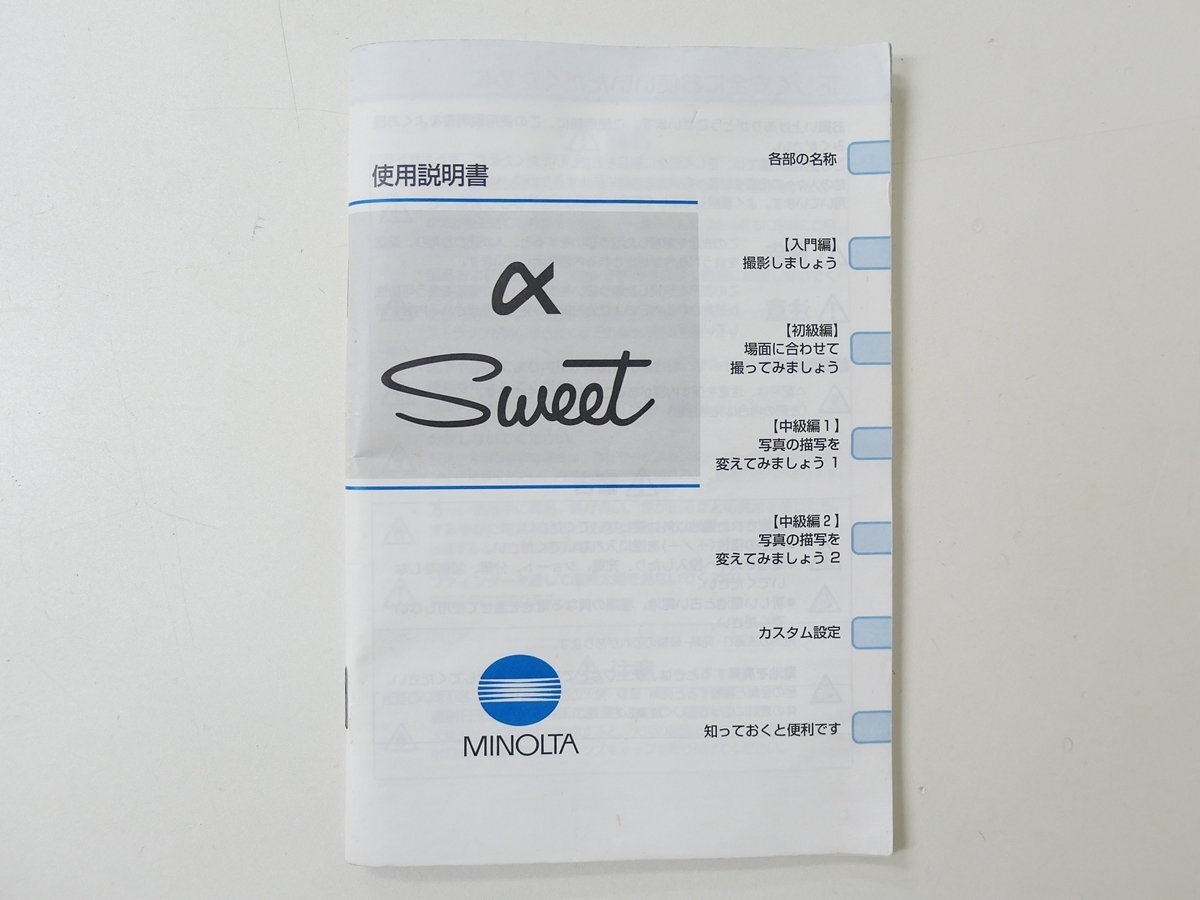 使用説明書
α
Sweet
MINOLTA
各部の名称
【入門編】
撮影しましょう
【初級編】
場面に合わせて
撮ってみましょう
【中級編1】
写真の描写を
変えてみましょう 1
【中級編2】
写真の描写を
変えてみましょう 2
カスタム設定
知っておくと便利です